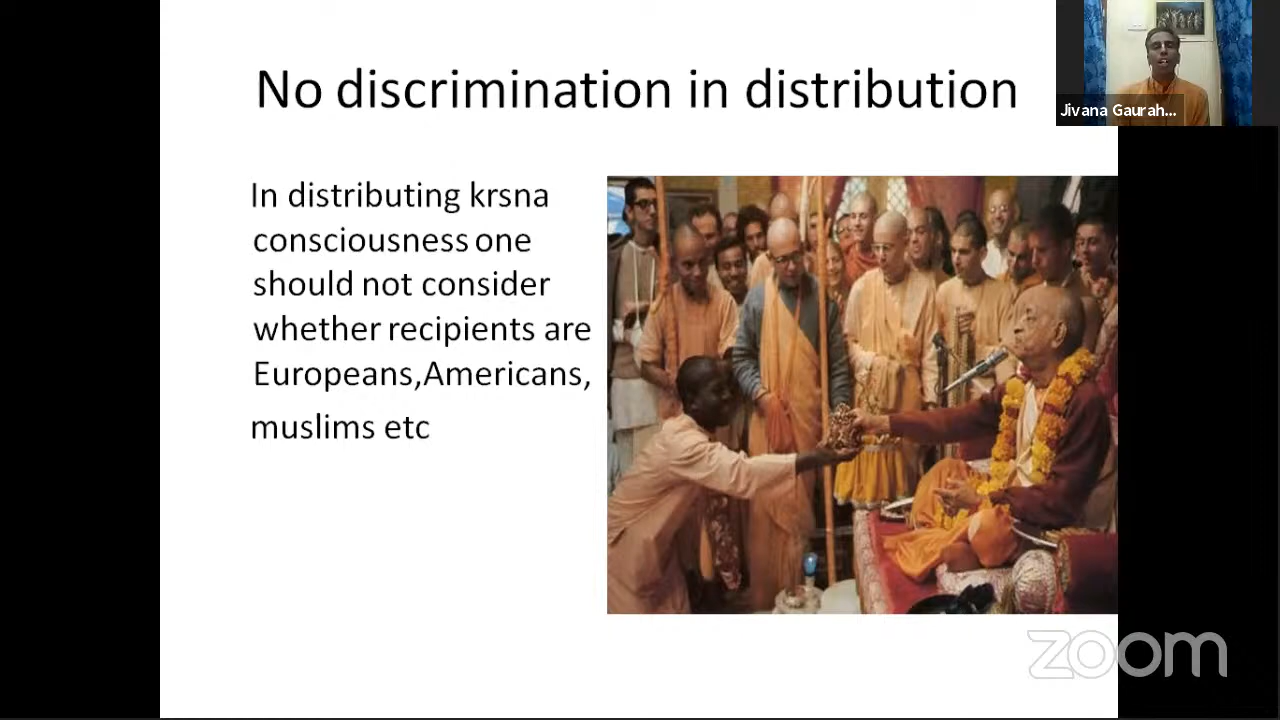 No discrimination in distribution
Jivana Gaurah...
In distributing krsna
consciousness one
should not consider
whether recipients are
Europeans,Americans,
muslims etc
zoom